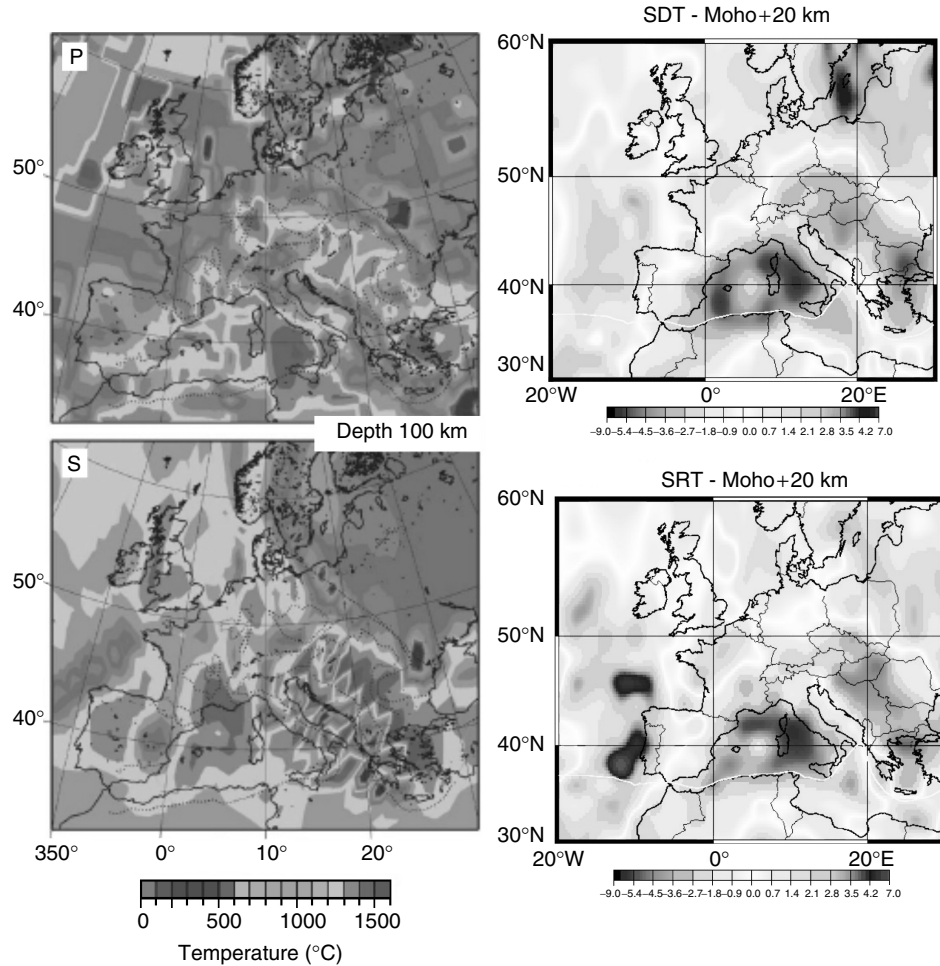 P
50°
40°
Depth 100 km
S
50°
40°
350°
0°
10°
20°
0
500
1000
1500
Temperature (°C)
SDT - Moho+20 km
60°N
50°N
40°N
30°N
20°W
0°
20°E
–9.0–5.4–4.5–3.6–2.7–1.8–0.9 0.0 0.7 1.4 2.1 2.8 3.5 4.2 7.0
SRT - Moho+20 km
60°N
50°N
40°N
30°N
20°W
0°
20°E
–9.0–5.4–4.5–3.6–2.7–1.8–0.9 0.0 0.7 1.4 2.1 2.8 3.5 4.2 7.0